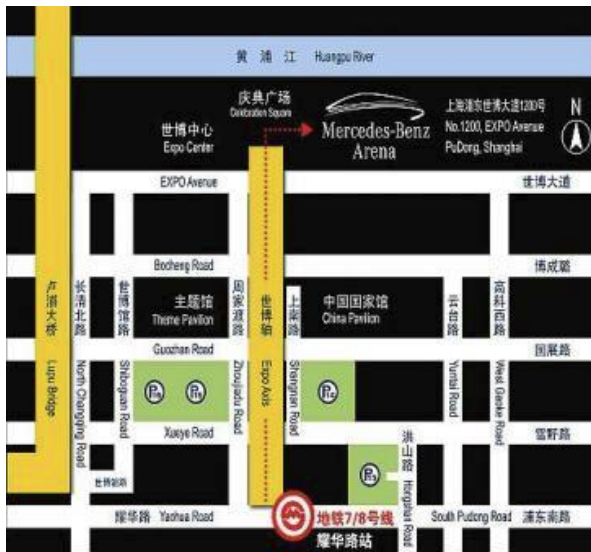 黄浦江 Huangpu River
庆典广场
Celebration Square
世博中心
Expo Center
Mercedes-Benz
Arena
上海浦东世博大道1200号
No.1200, EXPO Avenue
PuDong, Shanghai
N
EXPO Avenue 世博大道
Bocheng Road 博成路
卢浦大桥 Lupu Bridge
长清北路 North Changqing Road
世博馆路 Shiboguan Road
主题馆
Theme Pavilion
周家渡路 Zhoujiadu Road
世博轴 Expo Axis
上南路 Shangnan Road
中国国家馆
China Pavilion
云台路 Yuntai Road
高科西路 West Gaoke Road
Guozhan Road 国展路
Xueye Road 雪野路
世博馆路
洪山路 Hongshan Road
耀华路 Yaohua Road
地铁7/8号线
耀华路站
South Pudong Road 浦东南路